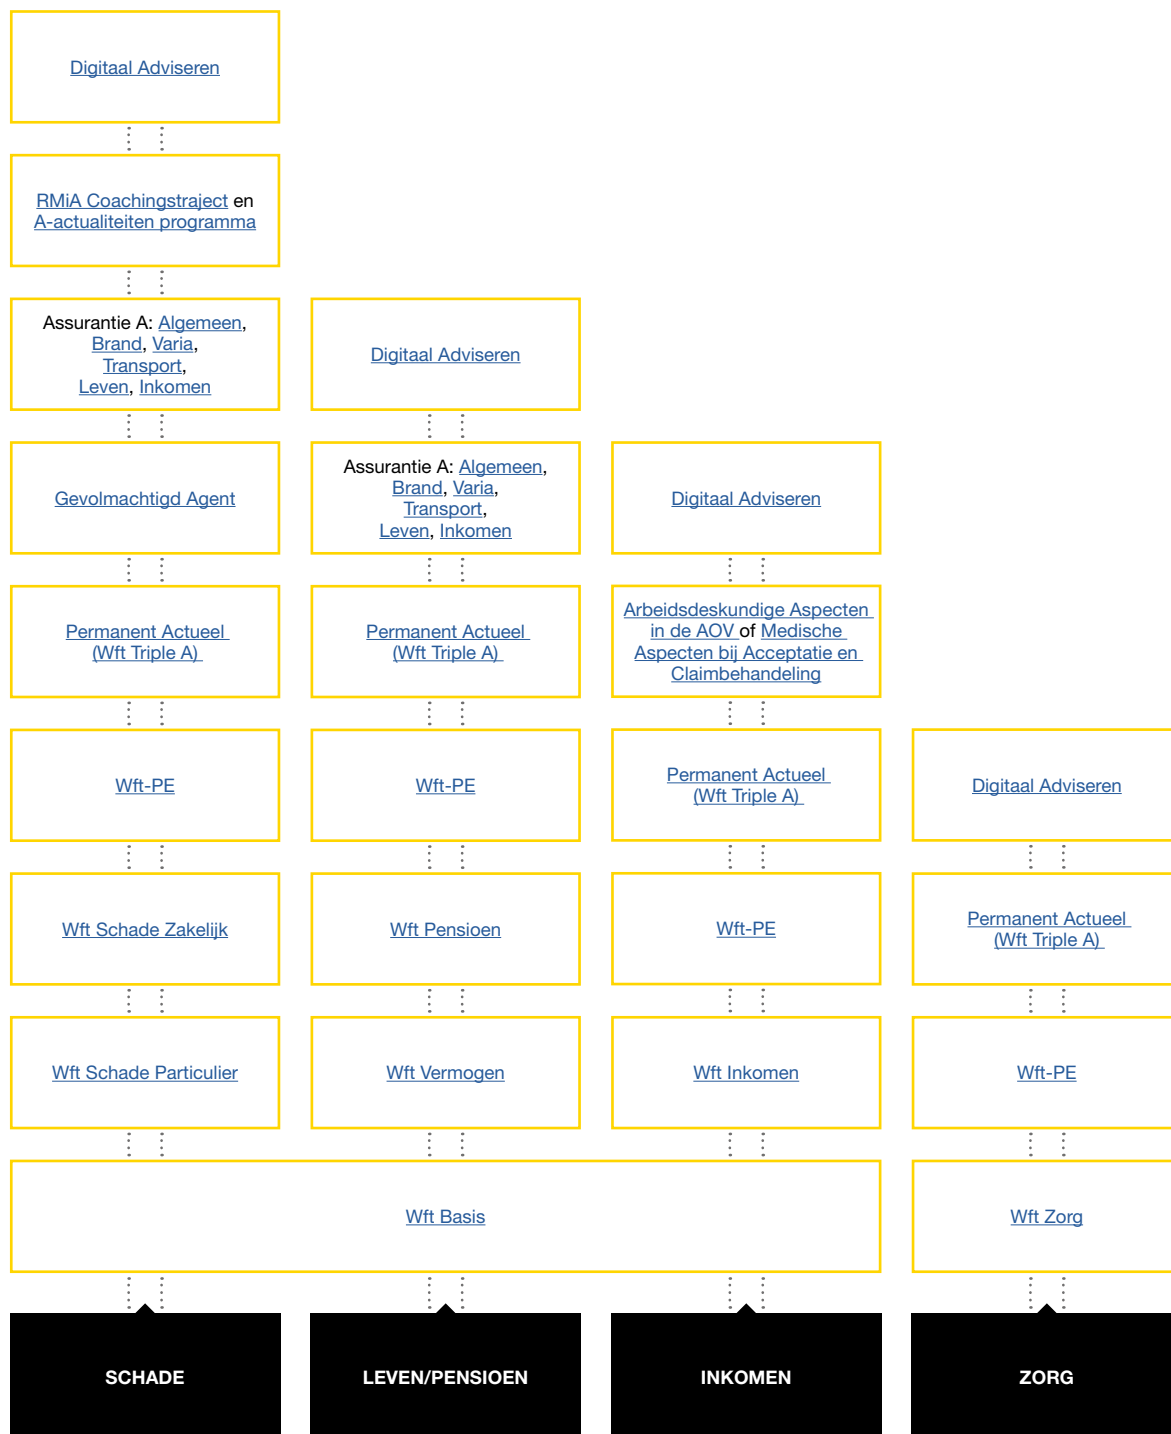 Digitaal Adviseren
RMiA Coachingstraject en
A-actualiteiten programma
Assurantie A: Algemeen,
Brand, Varia,
Transport,
Leven, Inkomen
Digitaal Adviseren
Gevolmachtigd Agent
Assurantie A: Algemeen,
Brand, Varia,
Transport,
Leven, Inkomen
Digitaal Adviseren
Permanent Actueel
(Wft Triple A)
Permanent Actueel
(Wft Triple A)
Arbeidsdeskundige Aspecten
in de AOV of Medische
Aspecten bij Acceptatie en
Claimbehandeling
Wft-PE
Wft-PE
Permanent Actueel
(Wft Triple A)
Digitaal Adviseren
Wft Schade Zakelijk
Wft Pensioen
Wft-PE
Permanent Actueel
(Wft Triple A)
Wft Schade Particulier
Wft Vermogen
Wft Inkomen
Wft-PE
Wft Basis
Wft Zorg
SCHADE
LEVEN/PENSIOEN
INKOMEN
ZORG